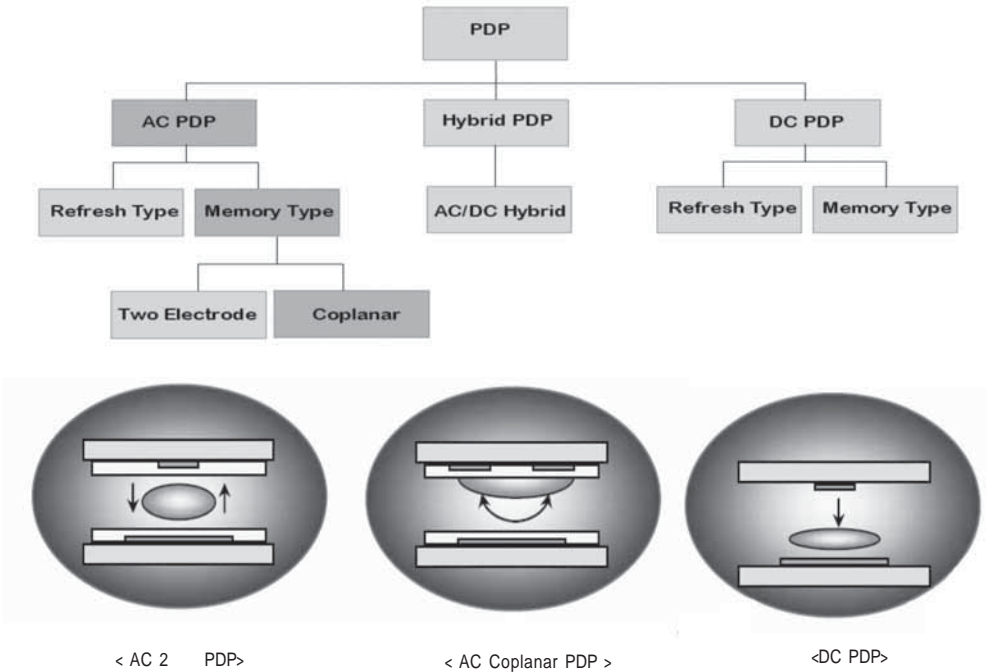 PDP
AC PDP
Hybrid PDP
DC PDP
Refresh Type
Memory Type
AC/DC Hybrid
Refresh Type
Memory Type
Two Electrode
Coplanar
< AC 2 PDP>
< AC Coplanar PDP >
<DC PDP>